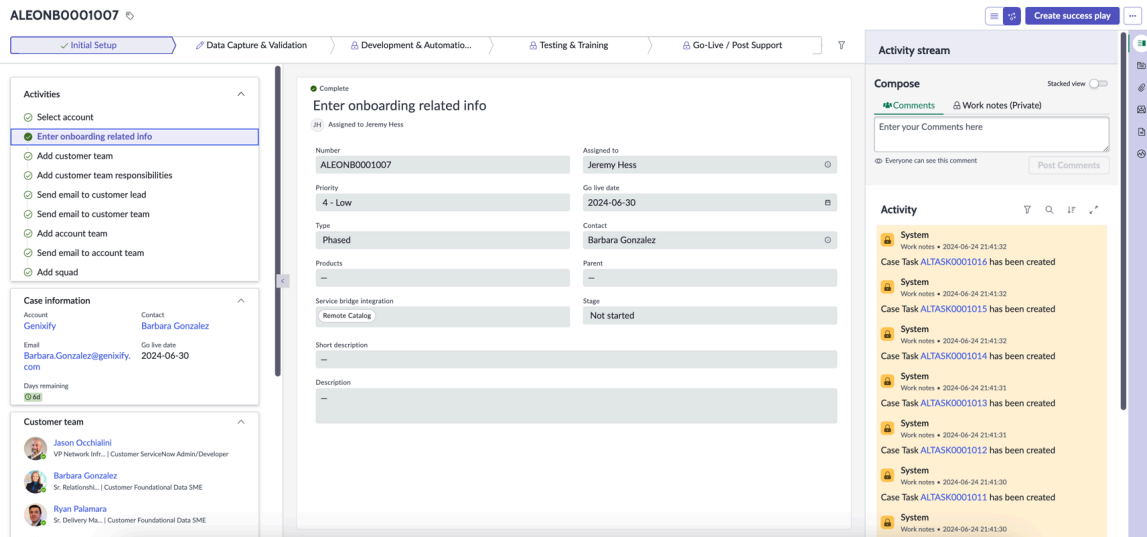 ALEONB0001007
Create success play
Initial Setup
Data Capture & Validation
Development & Automatio...
Testing & Training
Go-Live / Post Support
Activities
Select account
Enter onboarding related info
Add customer team
Add customer team responsibilities
Send email to customer lead
Send email to customer team
Add account team
Send email to account team
Add squad
Case information
Account
Contact
Genixify
Barbara Gonzalez
Email
Go live date
Barbara.Gonzalez@genixify.
com
2024-06-30
Days remaining
6d
Customer team
Jason Occhialini
VP Network Infr... | Customer ServiceNow Admin/Developer
Barbara Gonzalez
Sr. Relationshi... | Customer Foundational Data SME
Ryan Palamara
Sr. Delivery Ma... | Customer Foundational Data SME
Complete
Enter onboarding related info
JH Assigned to Jeremy Hess
Number
ALEONB0001007
Assigned to
Jeremy Hess
Priority
4 - Low
Go live date
2024-06-30
Type
Phased
Contact
Barbara Gonzalez
Products
—
Parent
—
Service bridge integration
Remote Catalog
Stage
Not started
Short description
—
Description
—
Activity stream
Compose
Stacked view
Comments
Work notes (Private)
Enter your Comments here
Everyone can see this comment
Post Comments
Activity
System
Work notes • 2024-06-24 21:41:32
Case Task ALTASK0001016 has been created
System
Work notes • 2024-06-24 21:41:32
Case Task ALTASK0001015 has been created
System
Work notes • 2024-06-24 21:41:32
Case Task ALTASK0001014 has been created
System
Work notes • 2024-06-24 21:41:31
Case Task ALTASK0001013 has been created
System
Work notes • 2024-06-24 21:41:31
Case Task ALTASK0001012 has been created
System
Work notes • 2024-06-24 21:41:30
Case Task ALTASK0001011 has been created
System
Work notes • 2024-06-24 21:41:30